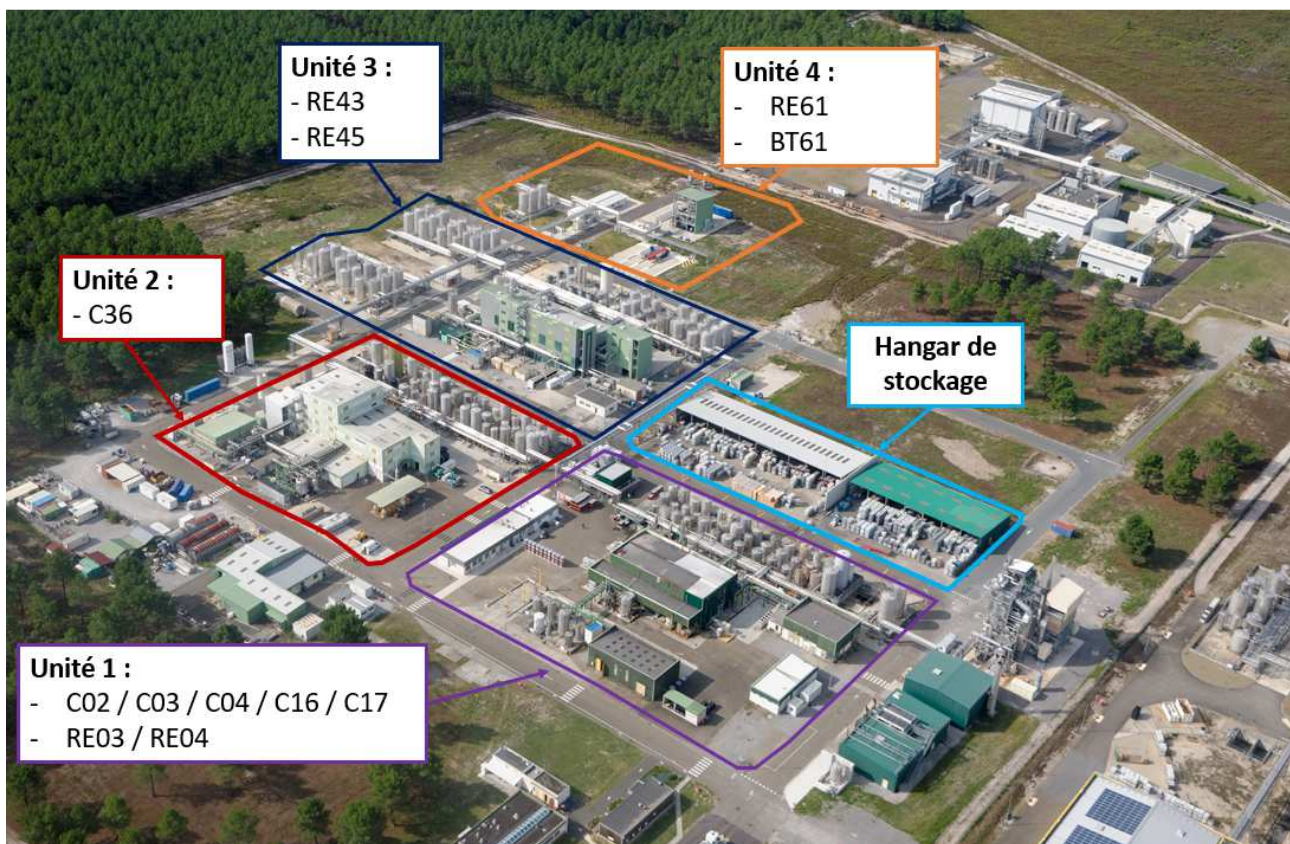 Unité 3 :
- RE43
- RE45
Unité 4 :
- RE61
- BT61
Unité 2 :
- C36
Hangar de
stockage
Unité 1 :
- C02 / C03 / C04 / C16 / C17
- RE03 / RE04